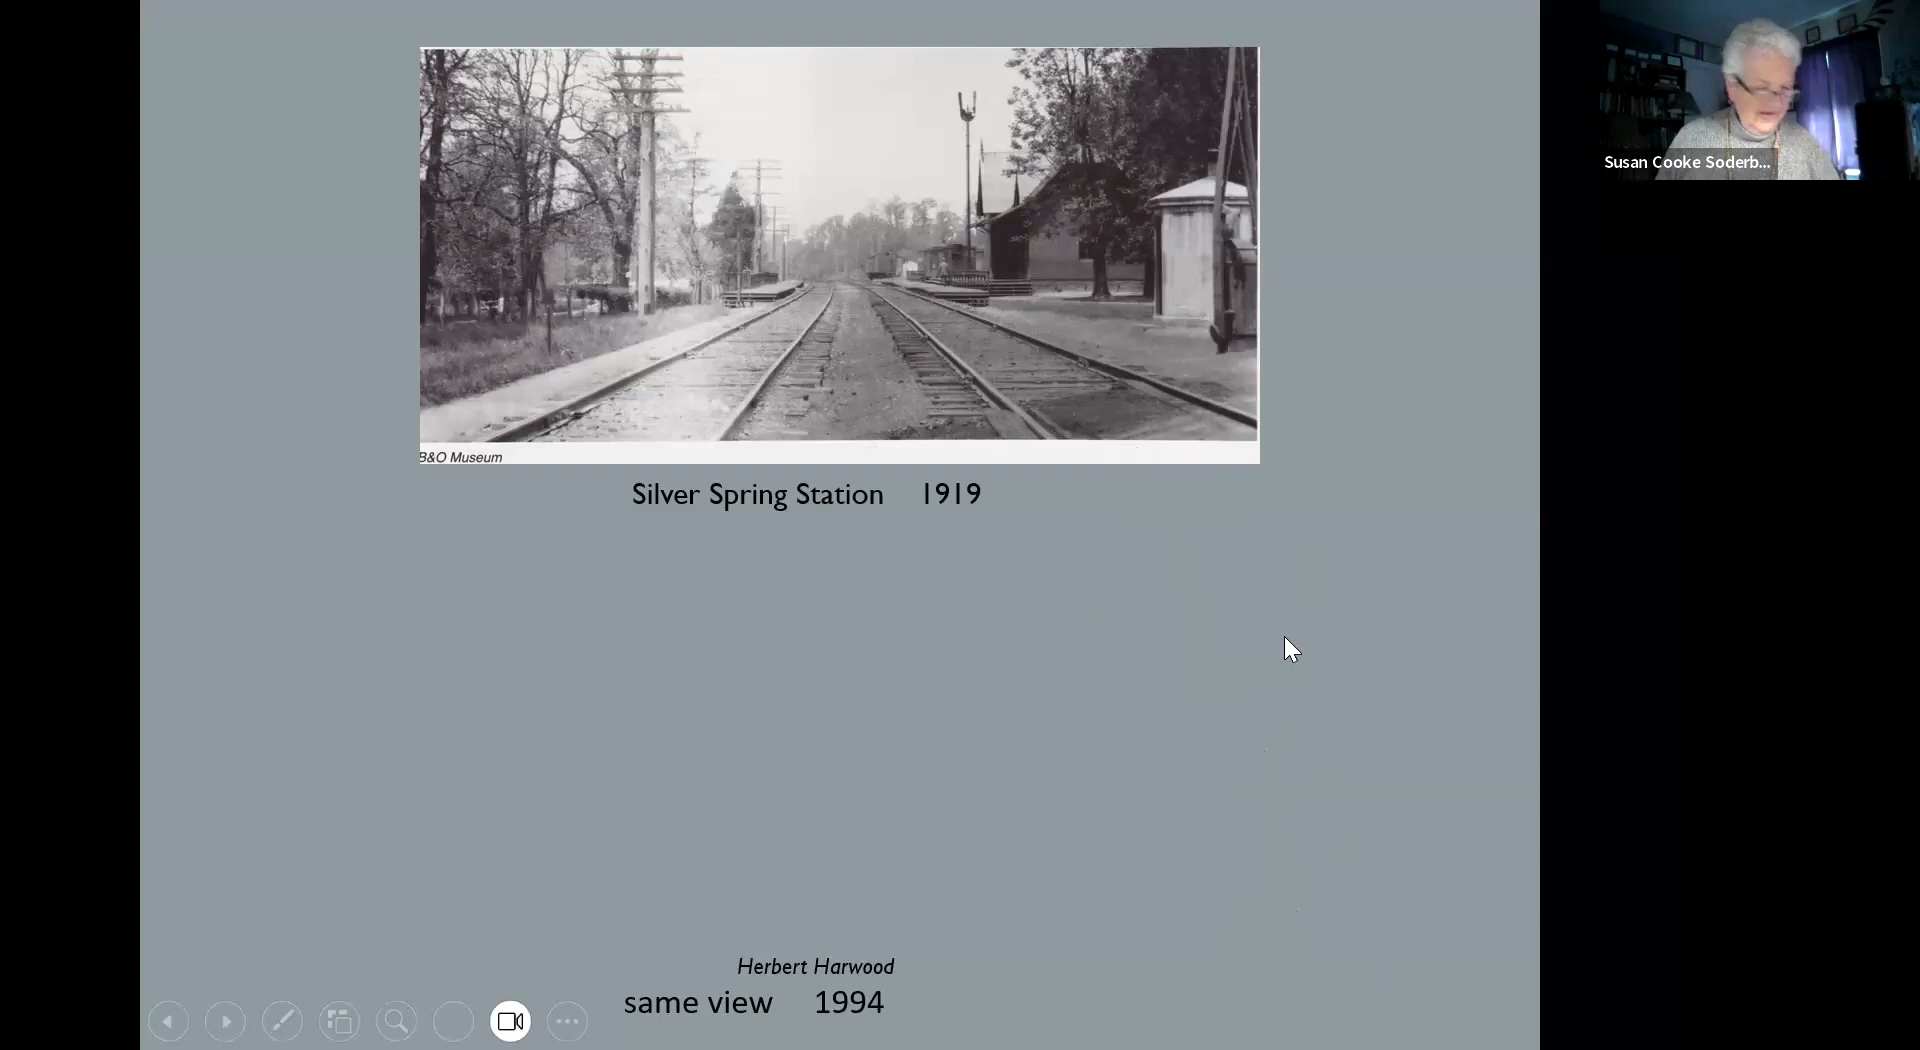 B&O Museum
Silver Spring Station 1919
Susan Cooke Soderb...
Herbert Harwood
same view 1994